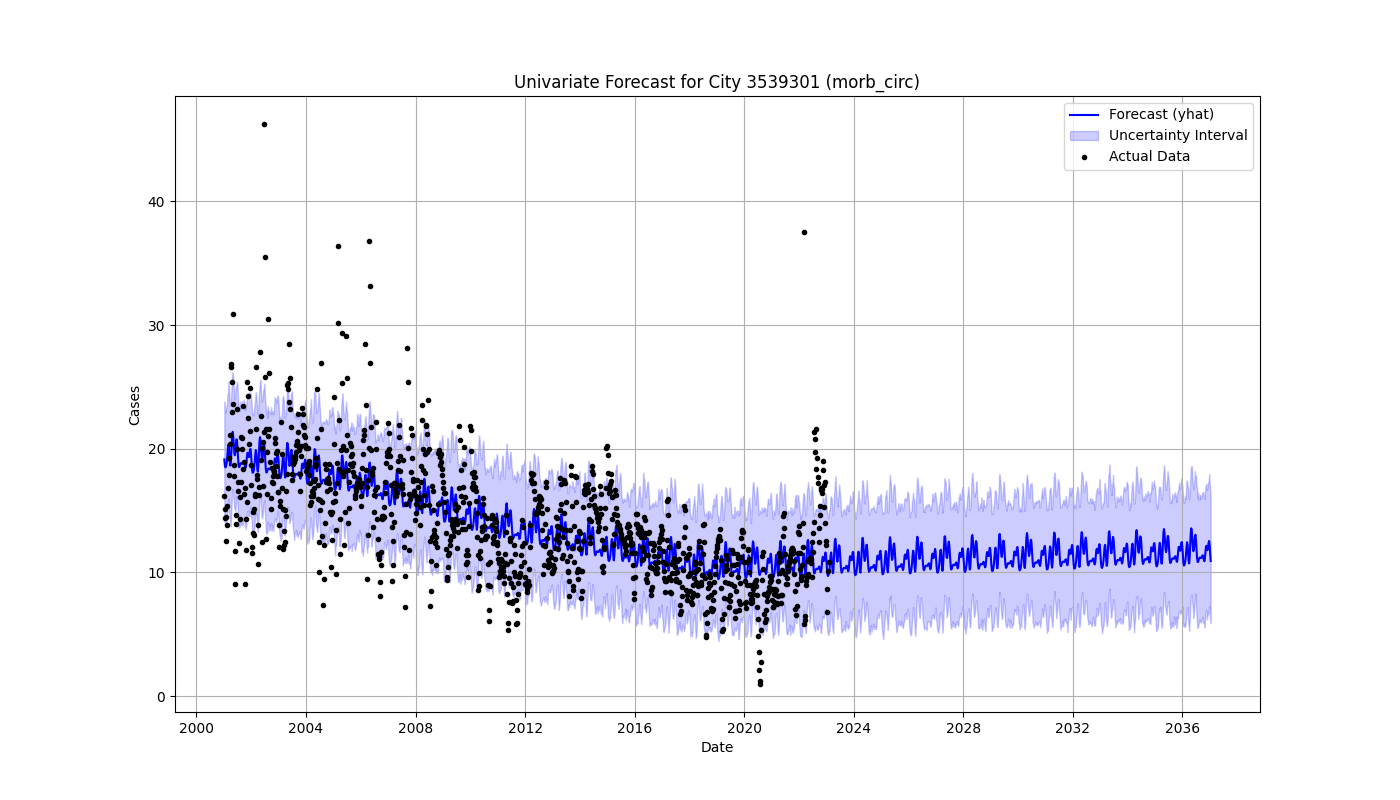 Univariate Forecast for City 3539301 (morb_circ)
Forecast (yhat)
Uncertainty Interval
Actual Data
Cases
40
30
20
10
0
2000 2004 2008 2012 2016 2020 2024 2028 2032 2036
Date